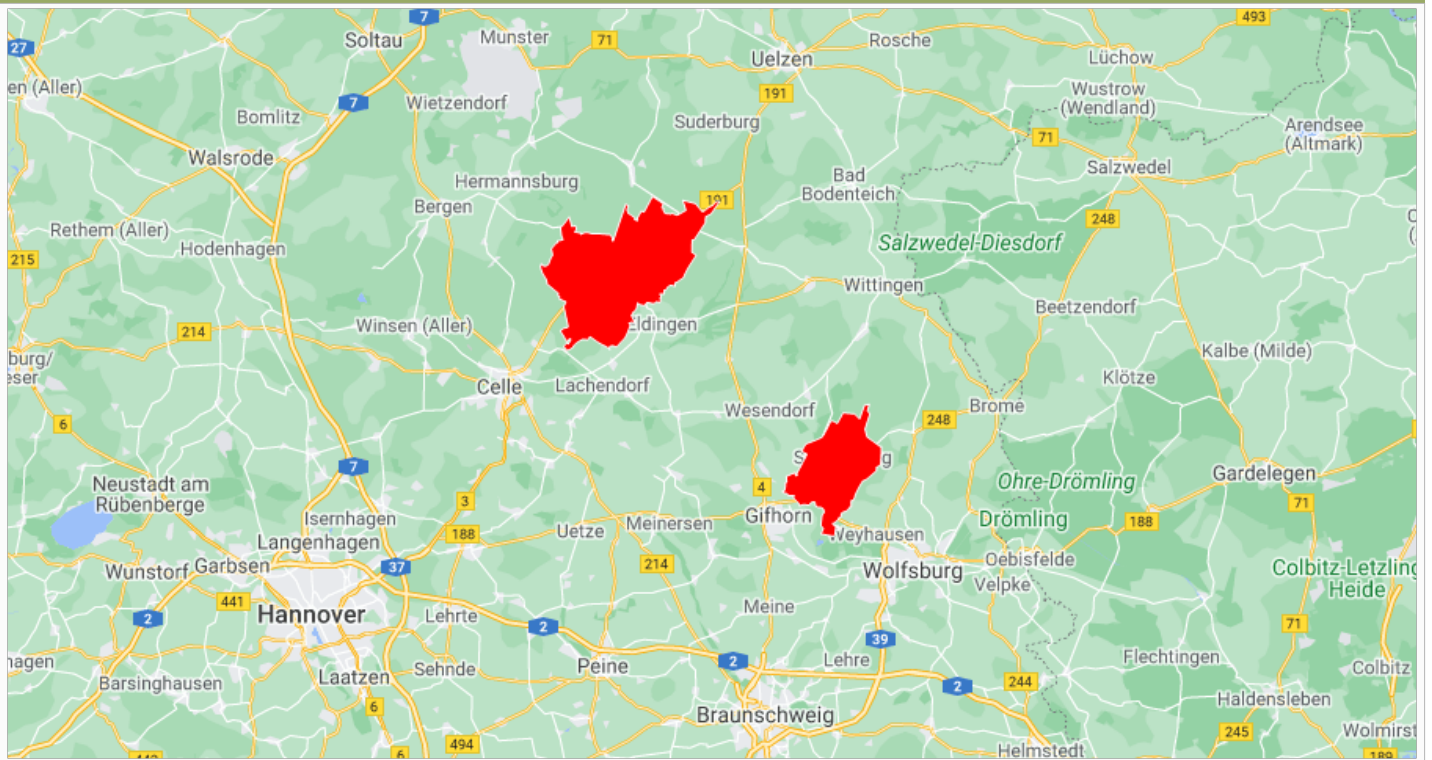 7
493
Soltau
Munster
71
Rosche
27
Uelzen
Lüchow
en (Aller)
7
Wietzendorf
191
Wustrow
(Wendland)
Bomlitz
Suderburg
71
Arendsee
(Altmark)
Walsrode
Salzwedel
Hermannsburg
Bad
Bodenteich
Bergen
191
248
Rethem (Aller)
Hodenhagen
Salzwedel-Diesdorf
215
Wittingen
Beetzendorf
214
Winsen (Aller)
Eldingen
burg/
eser
Kalbe (Milde)
Celle
Lachendorf
Klötze
6
Wesendorf
248
Brome
7
S
g
Gardelegen
Neustadt am
Rübenberge
3
4
Ohre-Drömling
71
Isernhagen
Langenhagen
188
Uetze
Meinersen
Gifhorn
Weyhausen
Drömling
188
Wunstorf
Garbsen
37
214
Wolfsburg
Oebisfelde
Velpke
Colbitz-Letzling
Heide
441
Hannover
Lehrte
Meine
2
2
39
71
hagen
Barsinghausen
Laatzen
Sehnde
Peine
2
Lehre
2
244
Flechtingen
Colbitz
6
Braunschweig
Haldensleben
494
6
245
Wolmirst
Helmstedt
189